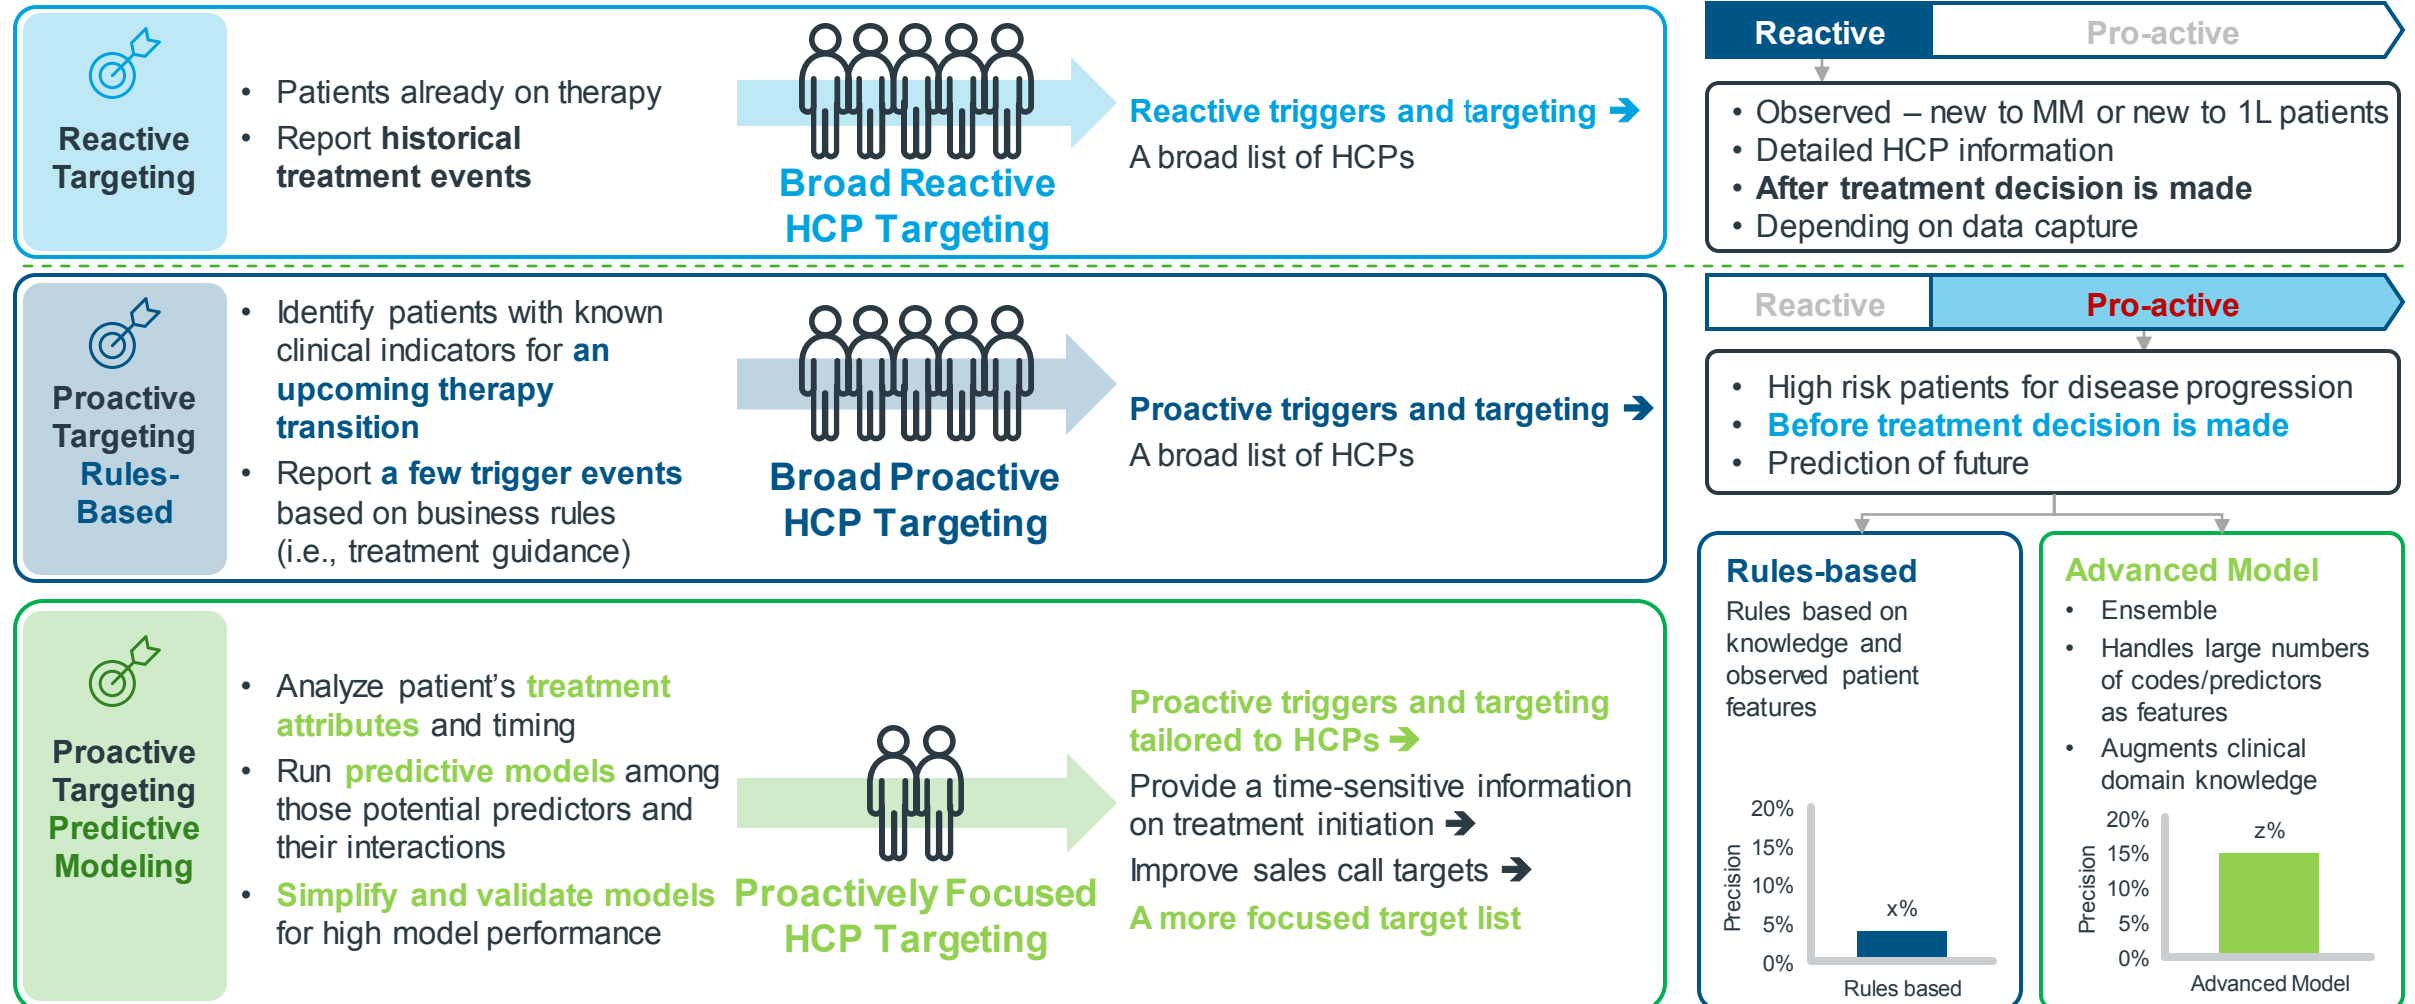 Reactive
Targeting
• Patients already on therapy
• Report historical
treatment events
Broad Reactive
HCP Targeting
Reactive triggers and targeting ➔
A broad list of HCPs
Reactive
Pro-active
• Observed – new to MM or new to 1L patients
• Detailed HCP information
• After treatment decision is made
• Depending on data capture
Proactive
Targeting
Rules-
Based
• Identify patients with known
clinical indicators for an
upcoming therapy
transition
• Report a few trigger events
based on business rules
(i.e., treatment guidance)
Broad Proactive
HCP Targeting
Proactive triggers and targeting ➔
A broad list of HCPs
Reactive
Pro-active
• High risk patients for disease progression
• Before treatment decision is made
• Prediction of future
Proactive
Targeting
Predictive
Modeling
• Analyze patient's treatment
attributes and timing
• Run predictive models among
those potential predictors and
their interactions
• Simplify and validate models
for high model performance
Proactively Focused
HCP Targeting
Proactive triggers and targeting
tailored to HCPs ➔
Provide a time-sensitive information
on treatment initiation ➔
Improve sales call targets ➔
A more focused target list
Rules-based
Rules based on
knowledge and
observed patient
features
Precision
20%
15%
10%
5%
0%
x%
Rules based
Advanced Model
• Ensemble
• Handles large numbers
of codes/predictors
as features
• Augments clinical
domain knowledge
Precision
20%
15%
10%
5%
0%
z%
Advanced Model